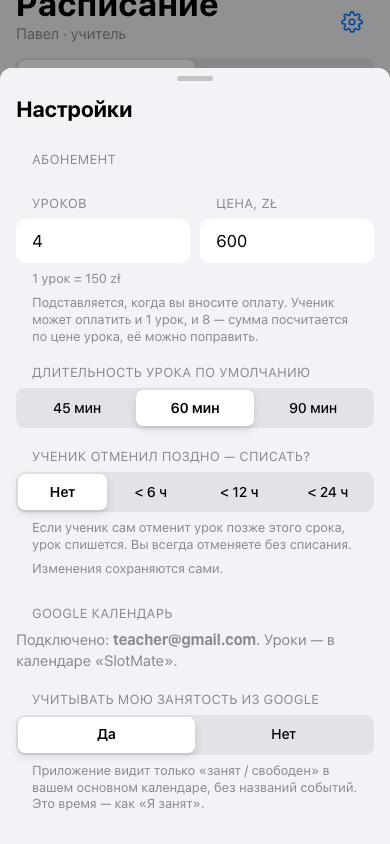 Расписание
Павел · учитель
Настройки
АБОНЕМЕНТ
УРОКОВ
ЦЕНА, ZŁ
4
600
1 урок = 150 zł
Подставляется, когда вы вносите оплату. Ученик
может оплатить и 1 урок, и 8 — сумма посчитается
по цене урока, её можно поправить.
ДЛИТЕЛЬНОСТЬ УРОКА ПО УМОЛЧАНИЮ
45 мин
60 мин
90 мин
УЧЕНИК ОТМЕНИЛ ПОЗДНО — СПИСАТЬ?
Нет
< 6 ч
< 12 ч
< 24 ч
Если ученик сам отменит урок позже этого срока,
урок спишется. Вы всегда отменяете без списания.
Изменения сохраняются сами.
GOOGLE КАЛЕНДАРЬ
Подключено: teacher@gmail.com. Уроки — в
календаре «SlotMate».
УЧИТЫВАТЬ МОЮ ЗАНЯТОСТЬ ИЗ GOOGLE
Да
Нет
Приложение видит только «занят / свободен» в
вашем основном календаре, без названий событий.
Это время — как «Я занят».